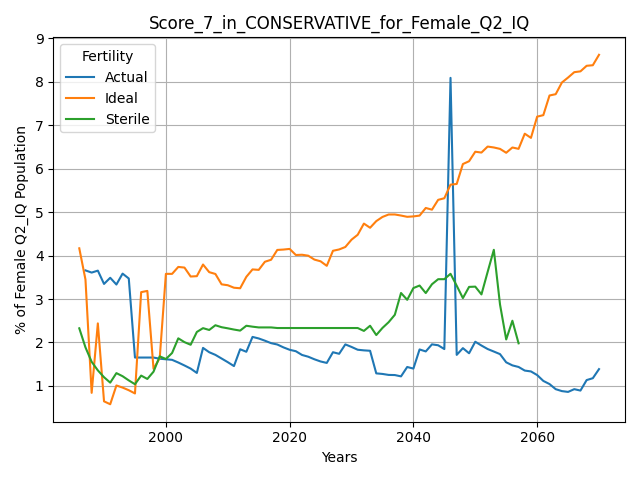 Score_7_in_CONSERVATIVE_for_Female_Q2_IQ
Fertility
Actual
Ideal
Sterile
% of Female Q2_IQ Population
9
8
7
6
5
4
3
2
1
2000 2020 2040 2060
Years